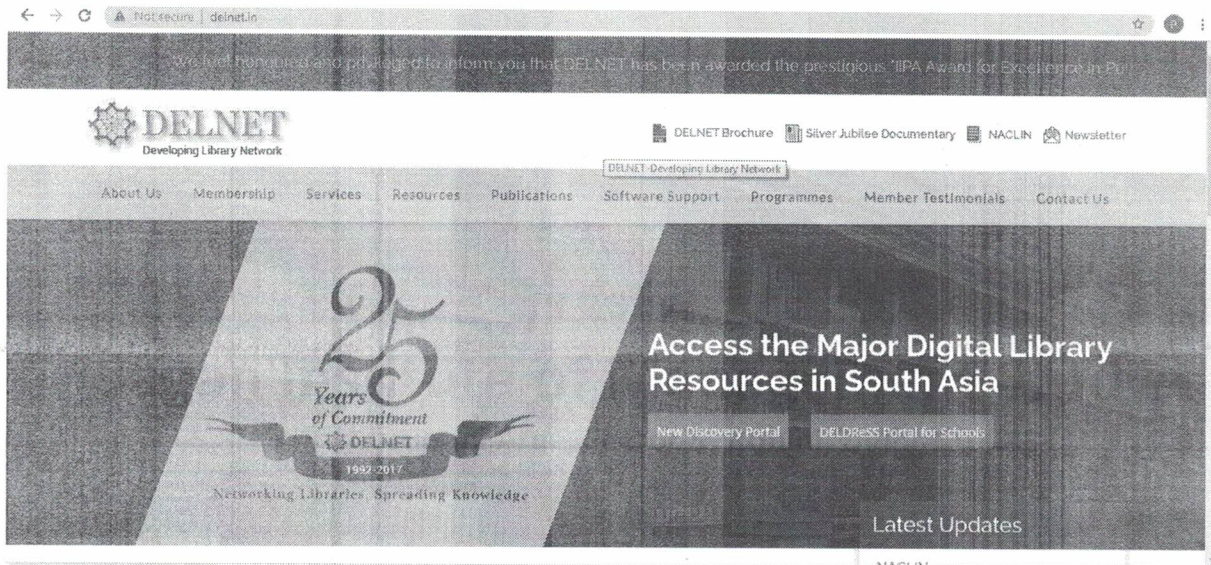 Not secure | delnet.in
We feel honoured and privileged to inform you that DELNET has been awarded the prestigious "IIPA Award for Excellence in Pu
DELNET
Developing Library Network
DELNET Brochure Silver Jubilee Documentary NACLIN Newsletter
DELNET-Developing Library Network
About Us Membership Services Resources Publications Software Support Programmes Member Testimonials Contact Us
25
Years
of Commitment
DELNET
1992-2017
Networking Libraries, Spreading Knowledge
Access the Major Digital Library
Resources in South Asia
New Discovery Portal DELDReSS Portal for Schools
Latest Updates
NACLIN